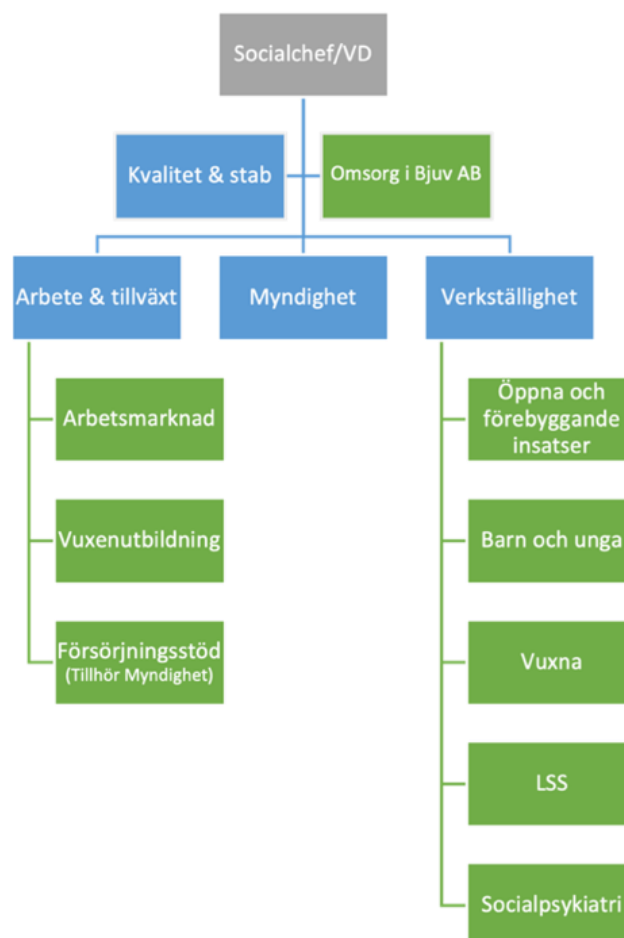 Socialchef/VD
Kvalitet & stab
Omsorg i Bjuv AB
Arbete & tillväxt
Myndighet
Verkställighet
Arbetsmarknad
Vuxenutbildning
Försörjningsstöd
(Tillhör Myndighet)
Öppna och
förebyggande
insatser
Barn och unga
Vuxna
LSS
Socialpsykiatri